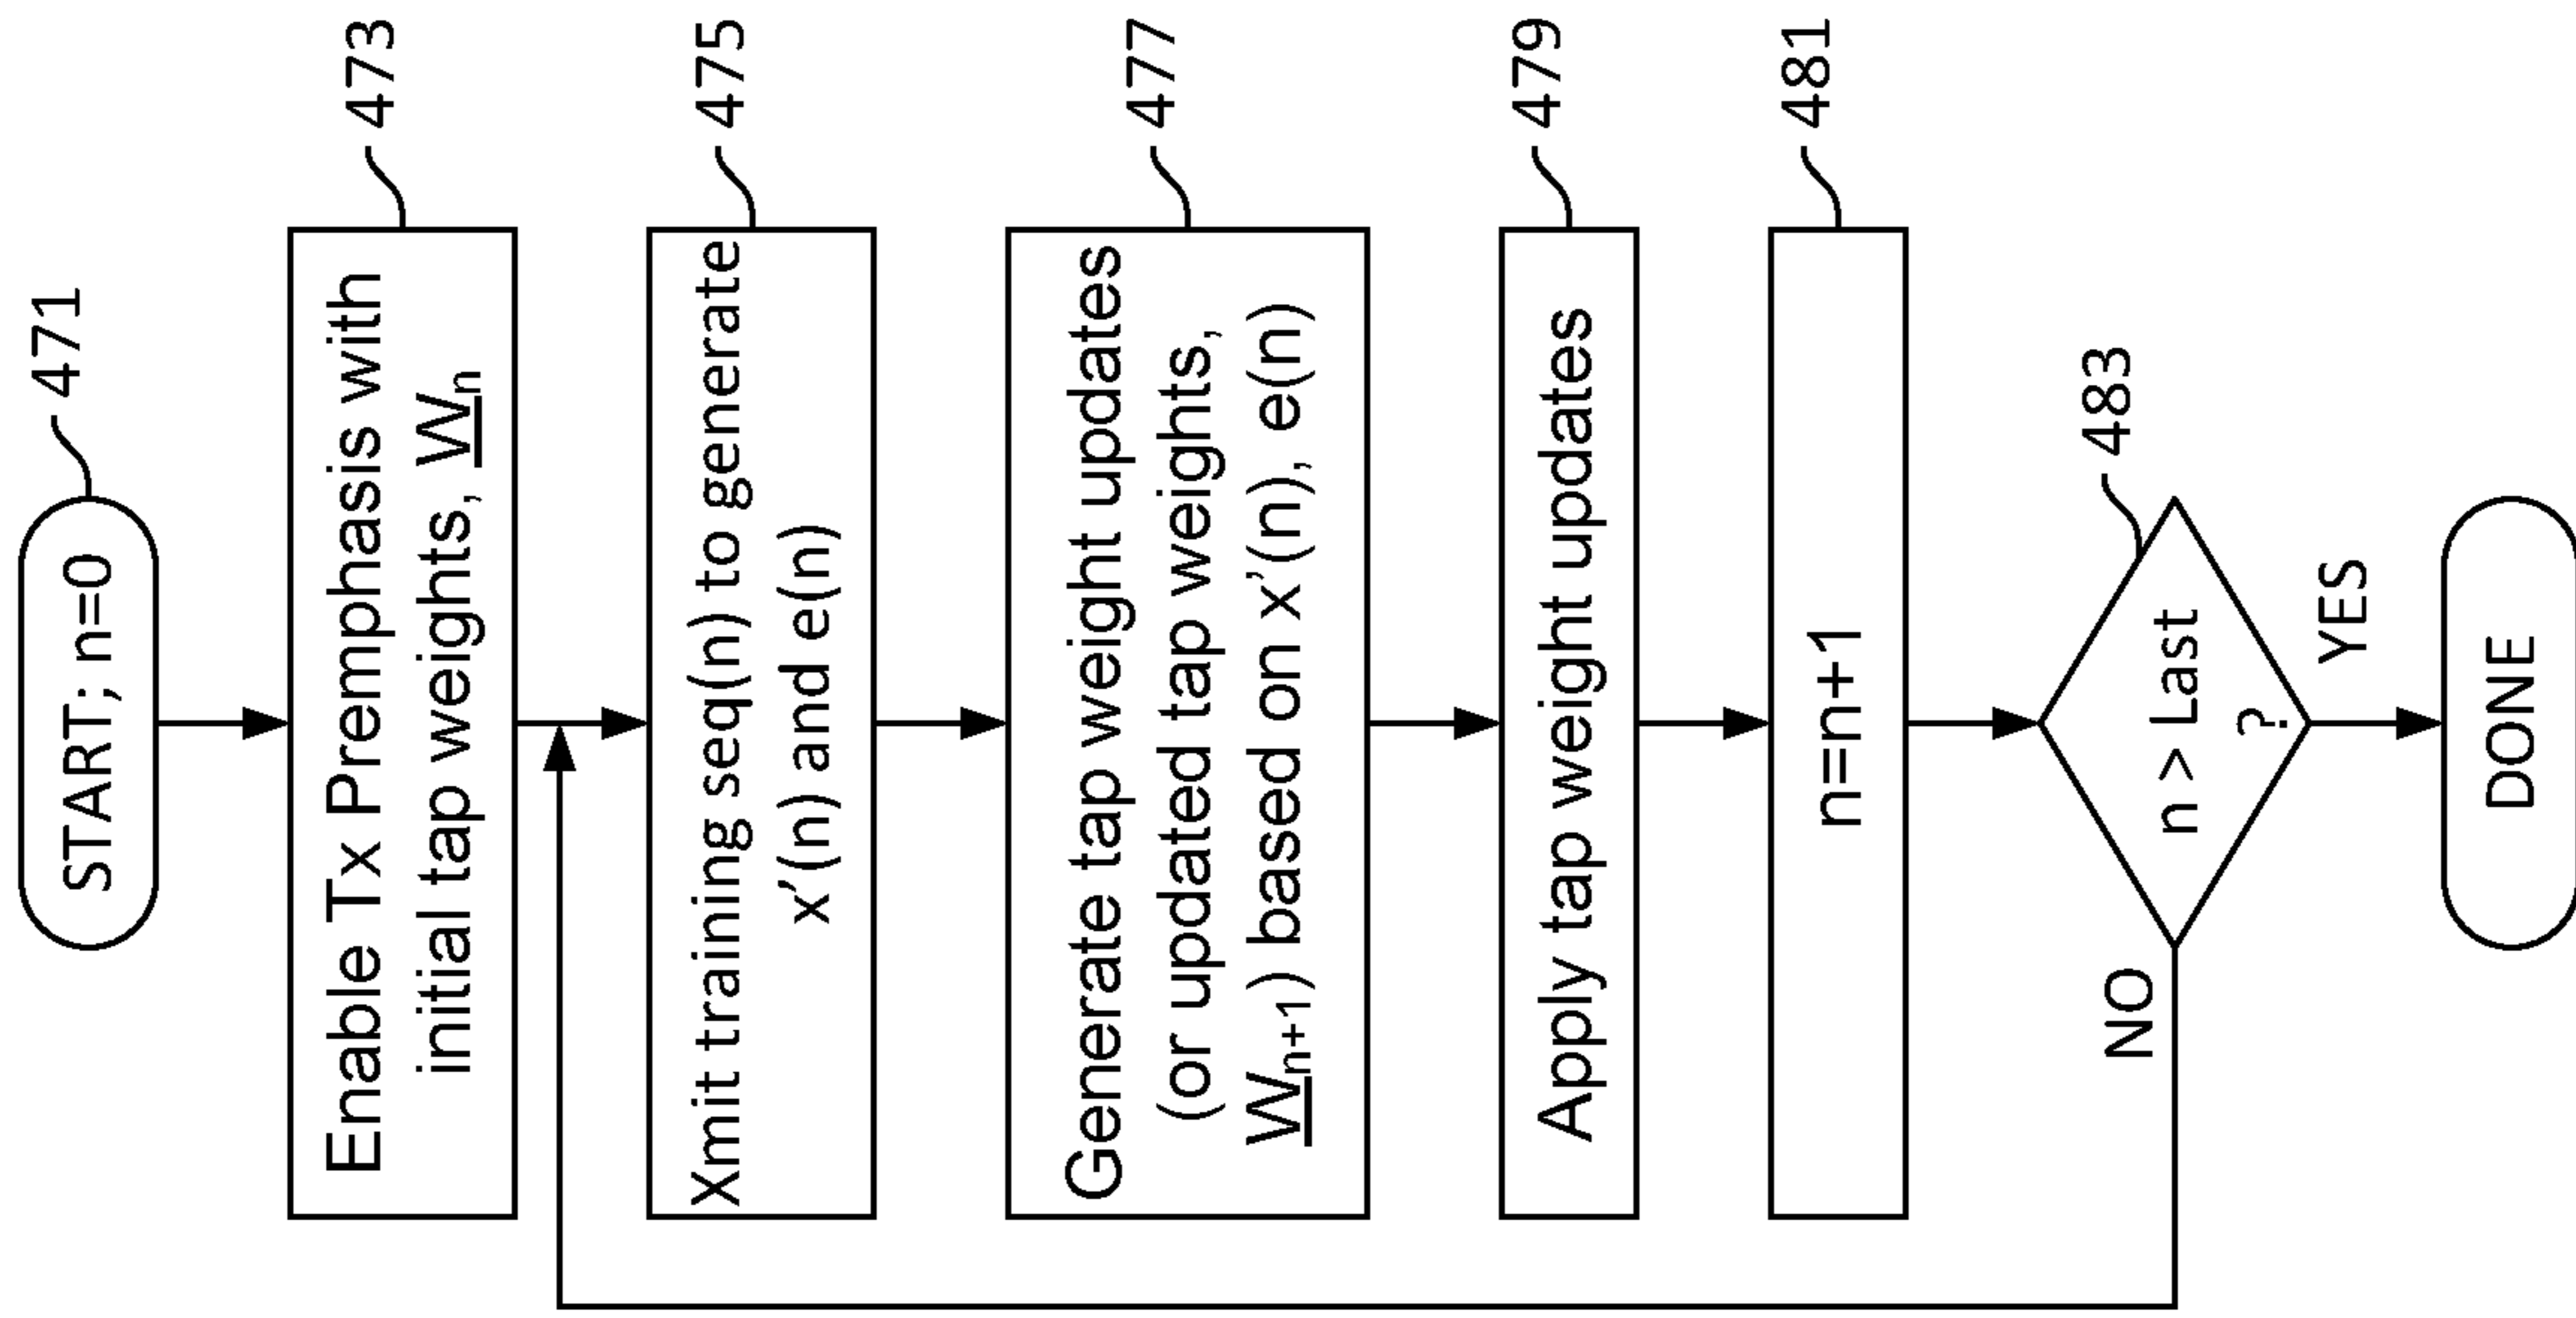 START; n=0
471
Enable Tx Premphasis with
initial tap weights, Wn
473
Xmit training seq(n) to generate
x’(n) and e(n)
475
Generate tap weight updates
(or updated tap weights,
Wn+1) based on x’(n), e(n)
477
Apply tap weight updates
479
n=n+1
481
n > Last
?
483
NO
YES
DONE